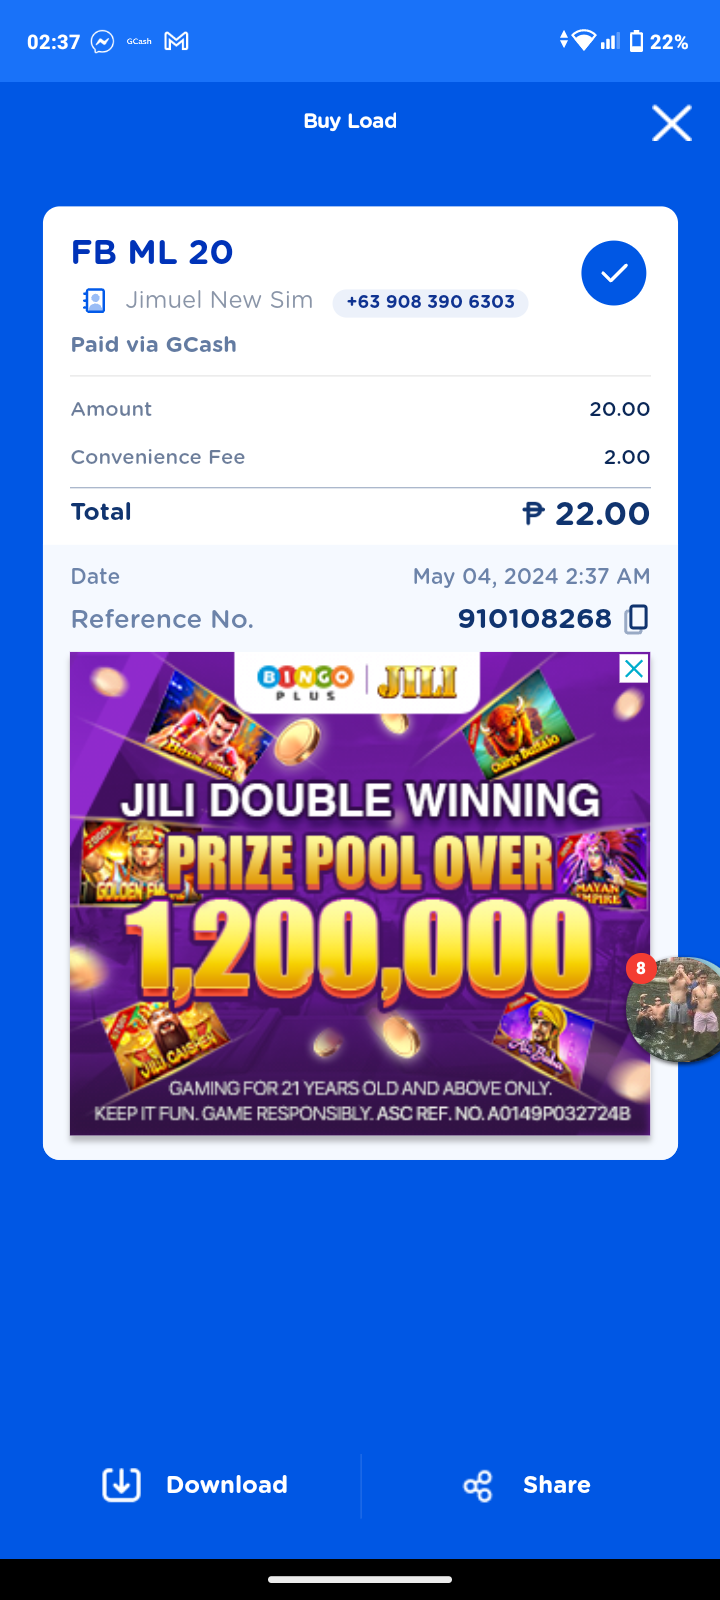 02:37 GCash 22%
Buy Load
FB ML 20
Jimuel New Sim +63 908 390 6303
Paid via GCash
Amount 20.00
Convenience Fee 2.00
Total ₱ 22.00
Date May 04, 2024 2:37 AM
Reference No. 910108268
BINGO PLUS | JILI
Boxing King
Charge Buffalo
JILI DOUBLE WINNING
GOLDEN EMPIRE PRIZE POOL OVER MAYAN EMPIRE
1,200,000
8
JILI CAISHEN
Ali Baba
GAMING FOR 21 YEARS OLD AND ABOVE ONLY.
KEEP IT FUN. GAME RESPONSIBLY. ASC REF. NO. A0149P032724B
Download Share